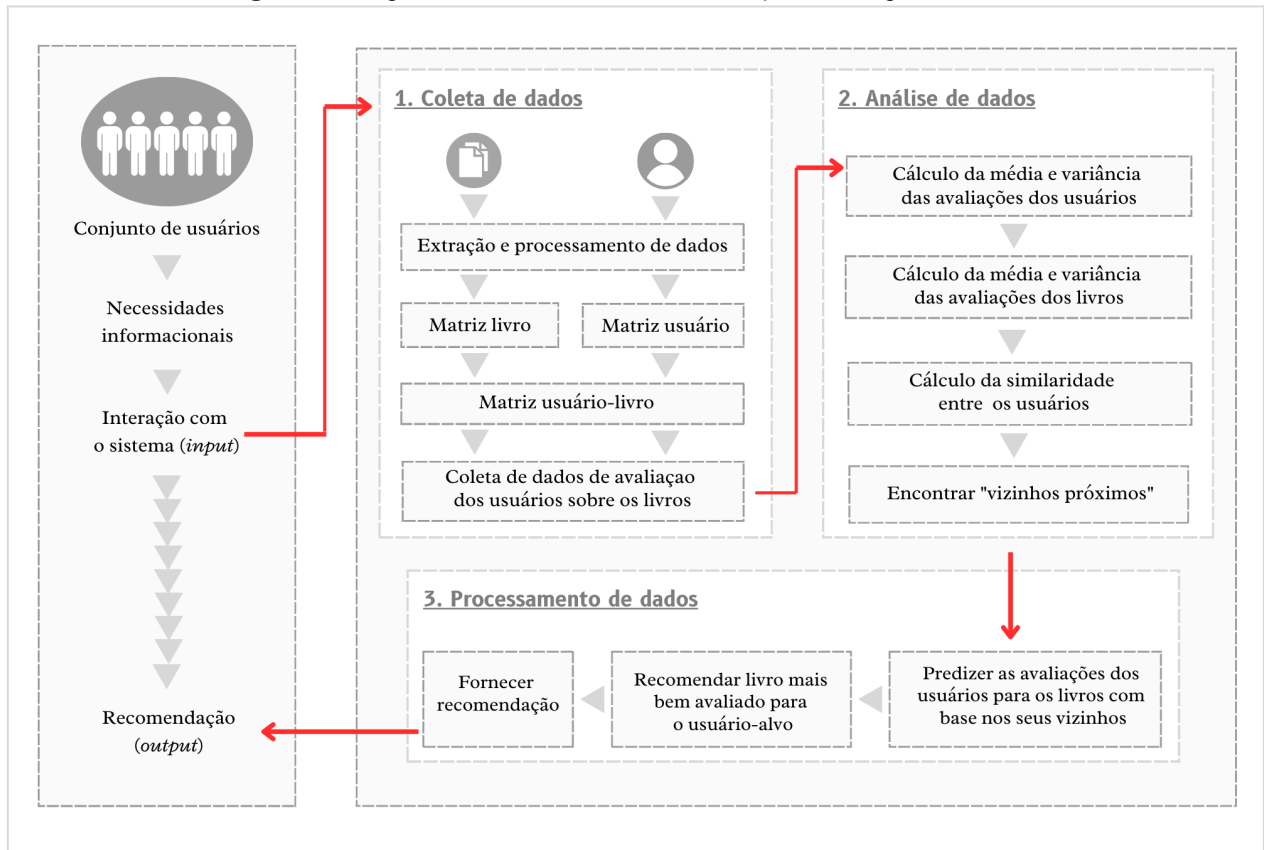 Conjunto de usuários
Necessidades
informacionais
Interação com
o sistema (input)
Recomendação
(output)
1. Coleta de dados
Extração e processamento de dados
Matriz livro
Matriz usuário
Matriz usuário-livro
Coleta de dados de avaliaçao
dos usuários sobre os livros
2. Análise de dados
Cálculo da média e variância
das avaliações dos usuários
Cálculo da média e variância
das avaliações dos livros
Cálculo da similaridade
entre os usuários
Encontrar "vizinhos próximos"
3. Processamento de dados
Predizer as avaliações dos
usuários para os livros com
base nos seus vizinhos
Recomendar livro mais
bem avaliado para
o usuário-alvo
Fornecer
recomendação